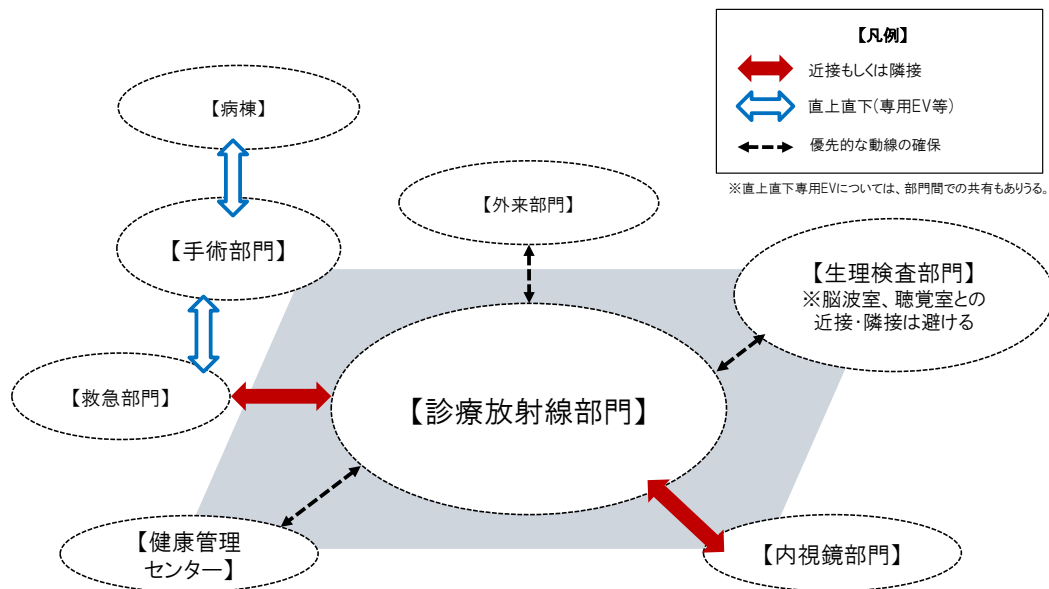 【凡例】
近接もしくは隣接
直上直下(専用EV等)
優先的な動線の確保
※直上直下専用EVについては、部門間での共有もありうる。
【病棟】
【外来部門】
【手術部門】
【生理検査部門】
※脳波室、聴覚室との
近接・隣接は避ける
【救急部門】
【診療放射線部門】
【健康管理
センター】
【内視鏡部門】